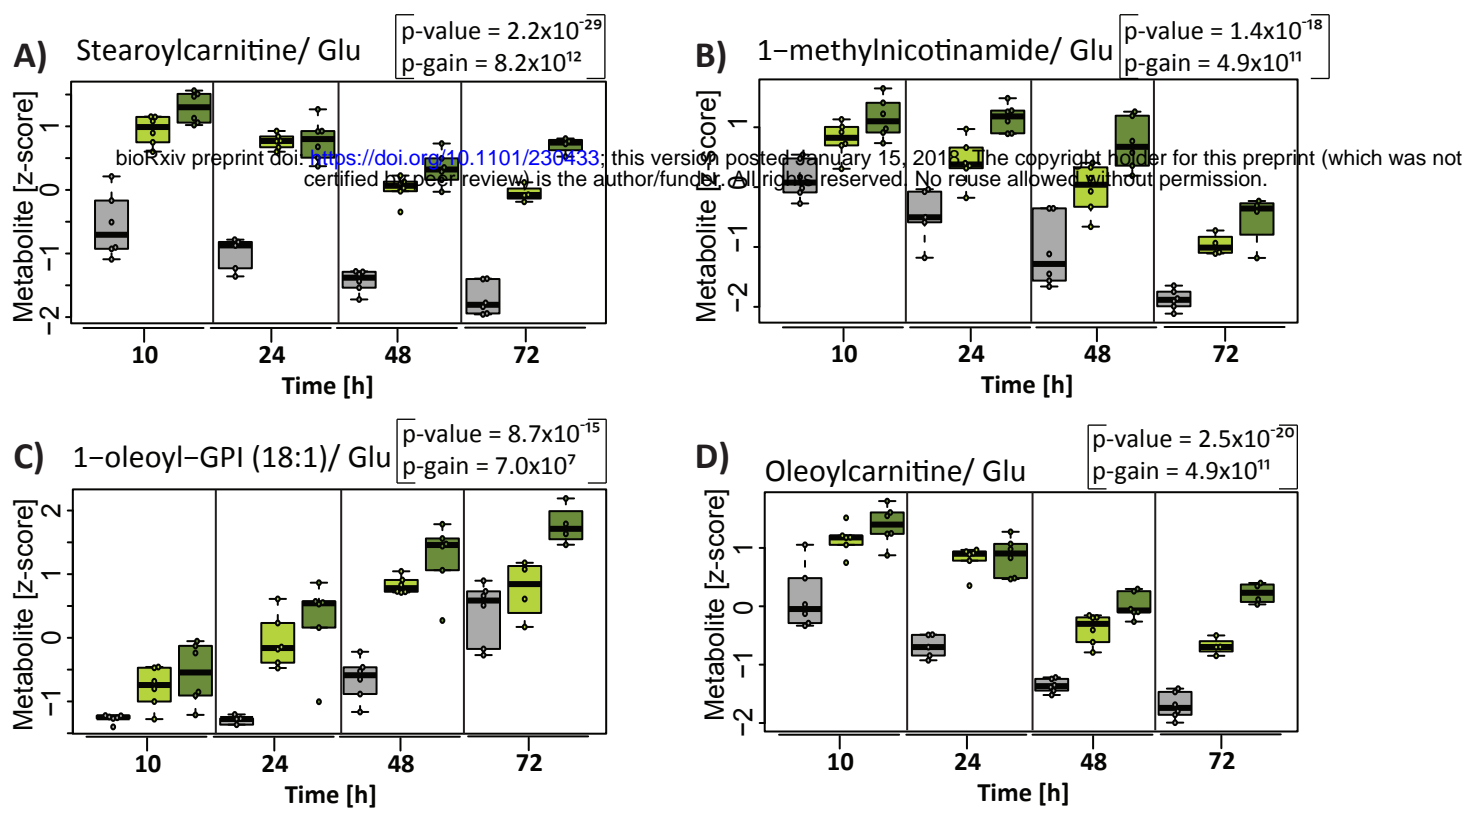 A) Stearoylcarnitine/ Glu
p-value = 2.2x10⁻²⁹
p-gain = 8.2x10¹²
Metabolite [z-score]
1
0
−1
−2
10 24 48 72
Time [h]
B) 1−methylnicotinamide/ Glu
p-value = 1.4x10⁻¹⁸
p-gain = 4.9x10¹¹
Metabolite [z-score]
1
0
−1
−2
10 24 48 72
Time [h]
bioRxiv preprint doi: https://doi.org/10.1101/230433; this version posted January 15, 2018. The copyright holder for this preprint (which was not
certified by peer review) is the author/funder. All rights reserved. No reuse allowed without permission.
C) 1−oleoyl−GPI (18:1)/ Glu
p-value = 8.7x10⁻¹⁵
p-gain = 7.0x10⁷
Metabolite [z-score]
2
1
0
−1
10 24 48 72
Time [h]
D) Oleoylcarnitine/ Glu
p-value = 2.5x10⁻²⁰
p-gain = 4.9x10¹¹
Metabolite [z-score]
1
0
−1
−2
10 24 48 72
Time [h]